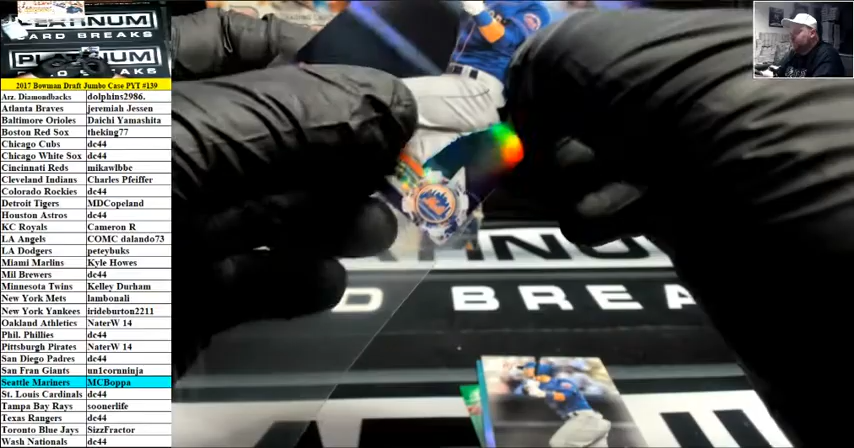 PLATINUM
CARD BREAKS
PLATINUM
CARD BREAKS
2017 Bowman Draft Jumbo Case PYT #139
Arz. Diamondbacks dolphins2986.
Atlanta Braves jeremiah Jessen
Baltimore Orioles Daichi Yamashita
Boston Red Sox theking77
Chicago Cubs dc44
Chicago White Sox dc44
Cincinnati Reds mikawlbbc
Cleveland Indians Charles Pfeiffer
Colorado Rockies dc44
Detroit Tigers MDCopeland
Houston Astros dc44
KC Royals Cameron R
LA Angels COMC dalando73
LA Dodgers peteybuks
Miami Marlins Kyle Howes
Mil Brewers dc44
Minnesota Twins Kelley Durham
New York Mets lambonali
New York Yankees irideburton2211
Oakland Athletics NaterW 14
Phil. Phillies dc44
Pittsburgh Pirates NaterW 14
San Diego Padres dc44
San Fran Giants un1cornninja
Seattle Mariners MCBoppa
St. Louis Cardinals dc44
Tampa Bay Rays soonerlife
Texas Rangers dc44
Toronto Blue Jays SizzFractor
Wash Nationals dc44
INUM
D BREA